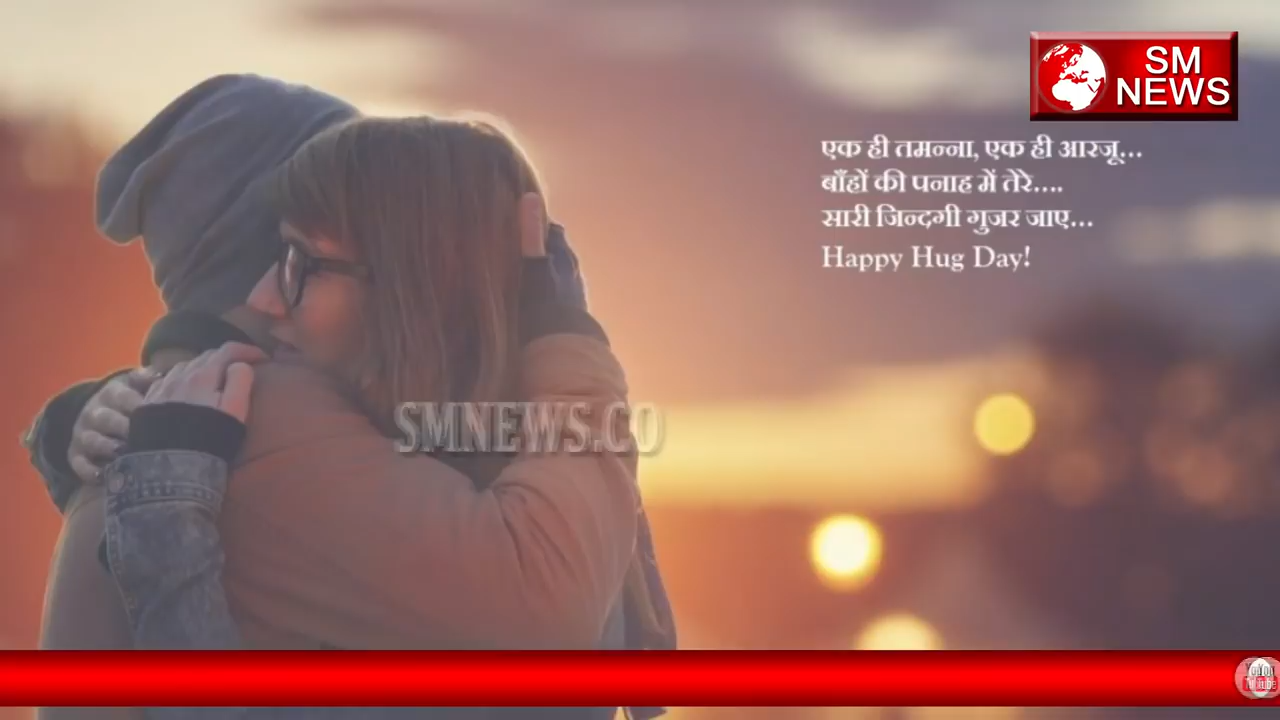 SM
NEWS
एक ही तमन्ना, एक ही आरजू...
बाँहों की पनाह में तेरे....
सारी जिन्दगी गुजर जाए...
Happy Hug Day!
SMNEWS.CO